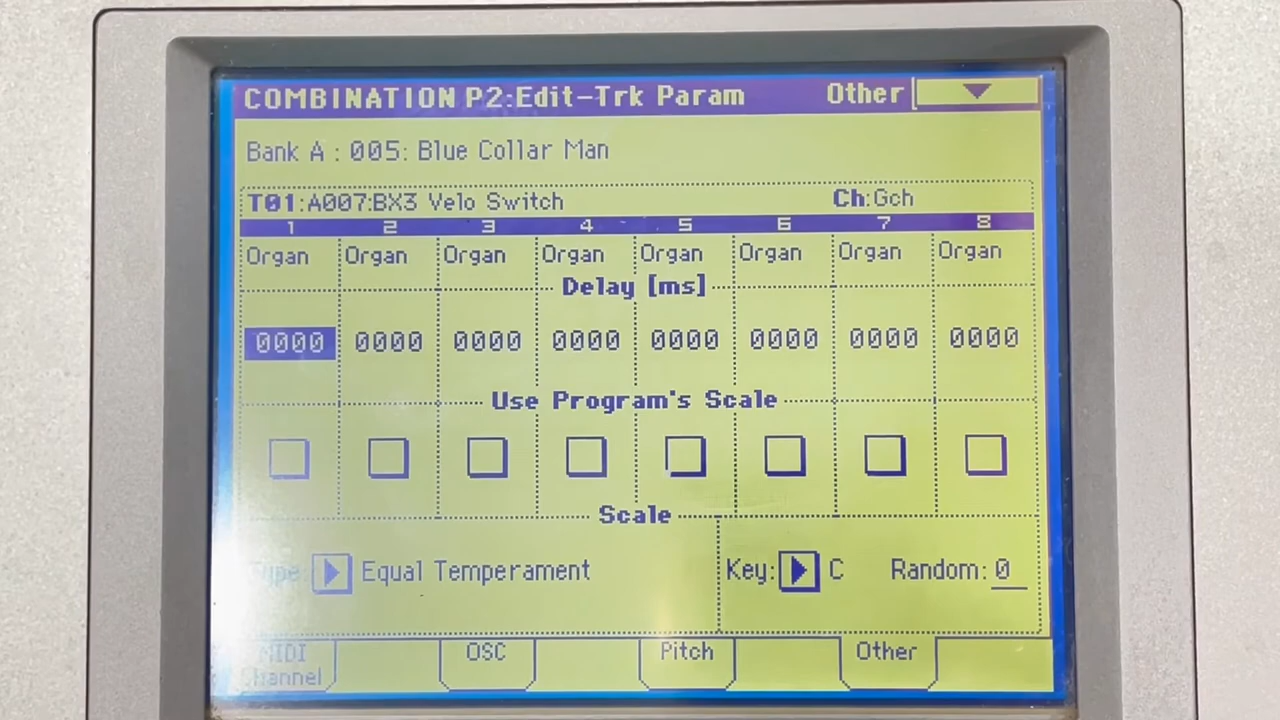 COMBINATION P2:Edit-Trk Param Other
Bank A : 005: Blue Collar Man
T01:A007:BX3 Velo Switch Ch:Gch
1 2 3 4 5 6 7 8
Organ Organ Organ Organ Organ Organ Organ Organ
Delay [ms]
0000 0000 0000 0000 0000 0000 0000 0000
Use Program's Scale
Scale
Type: Equal Temperament Key: C Random: 0
MIDI Channel OSC Pitch Other